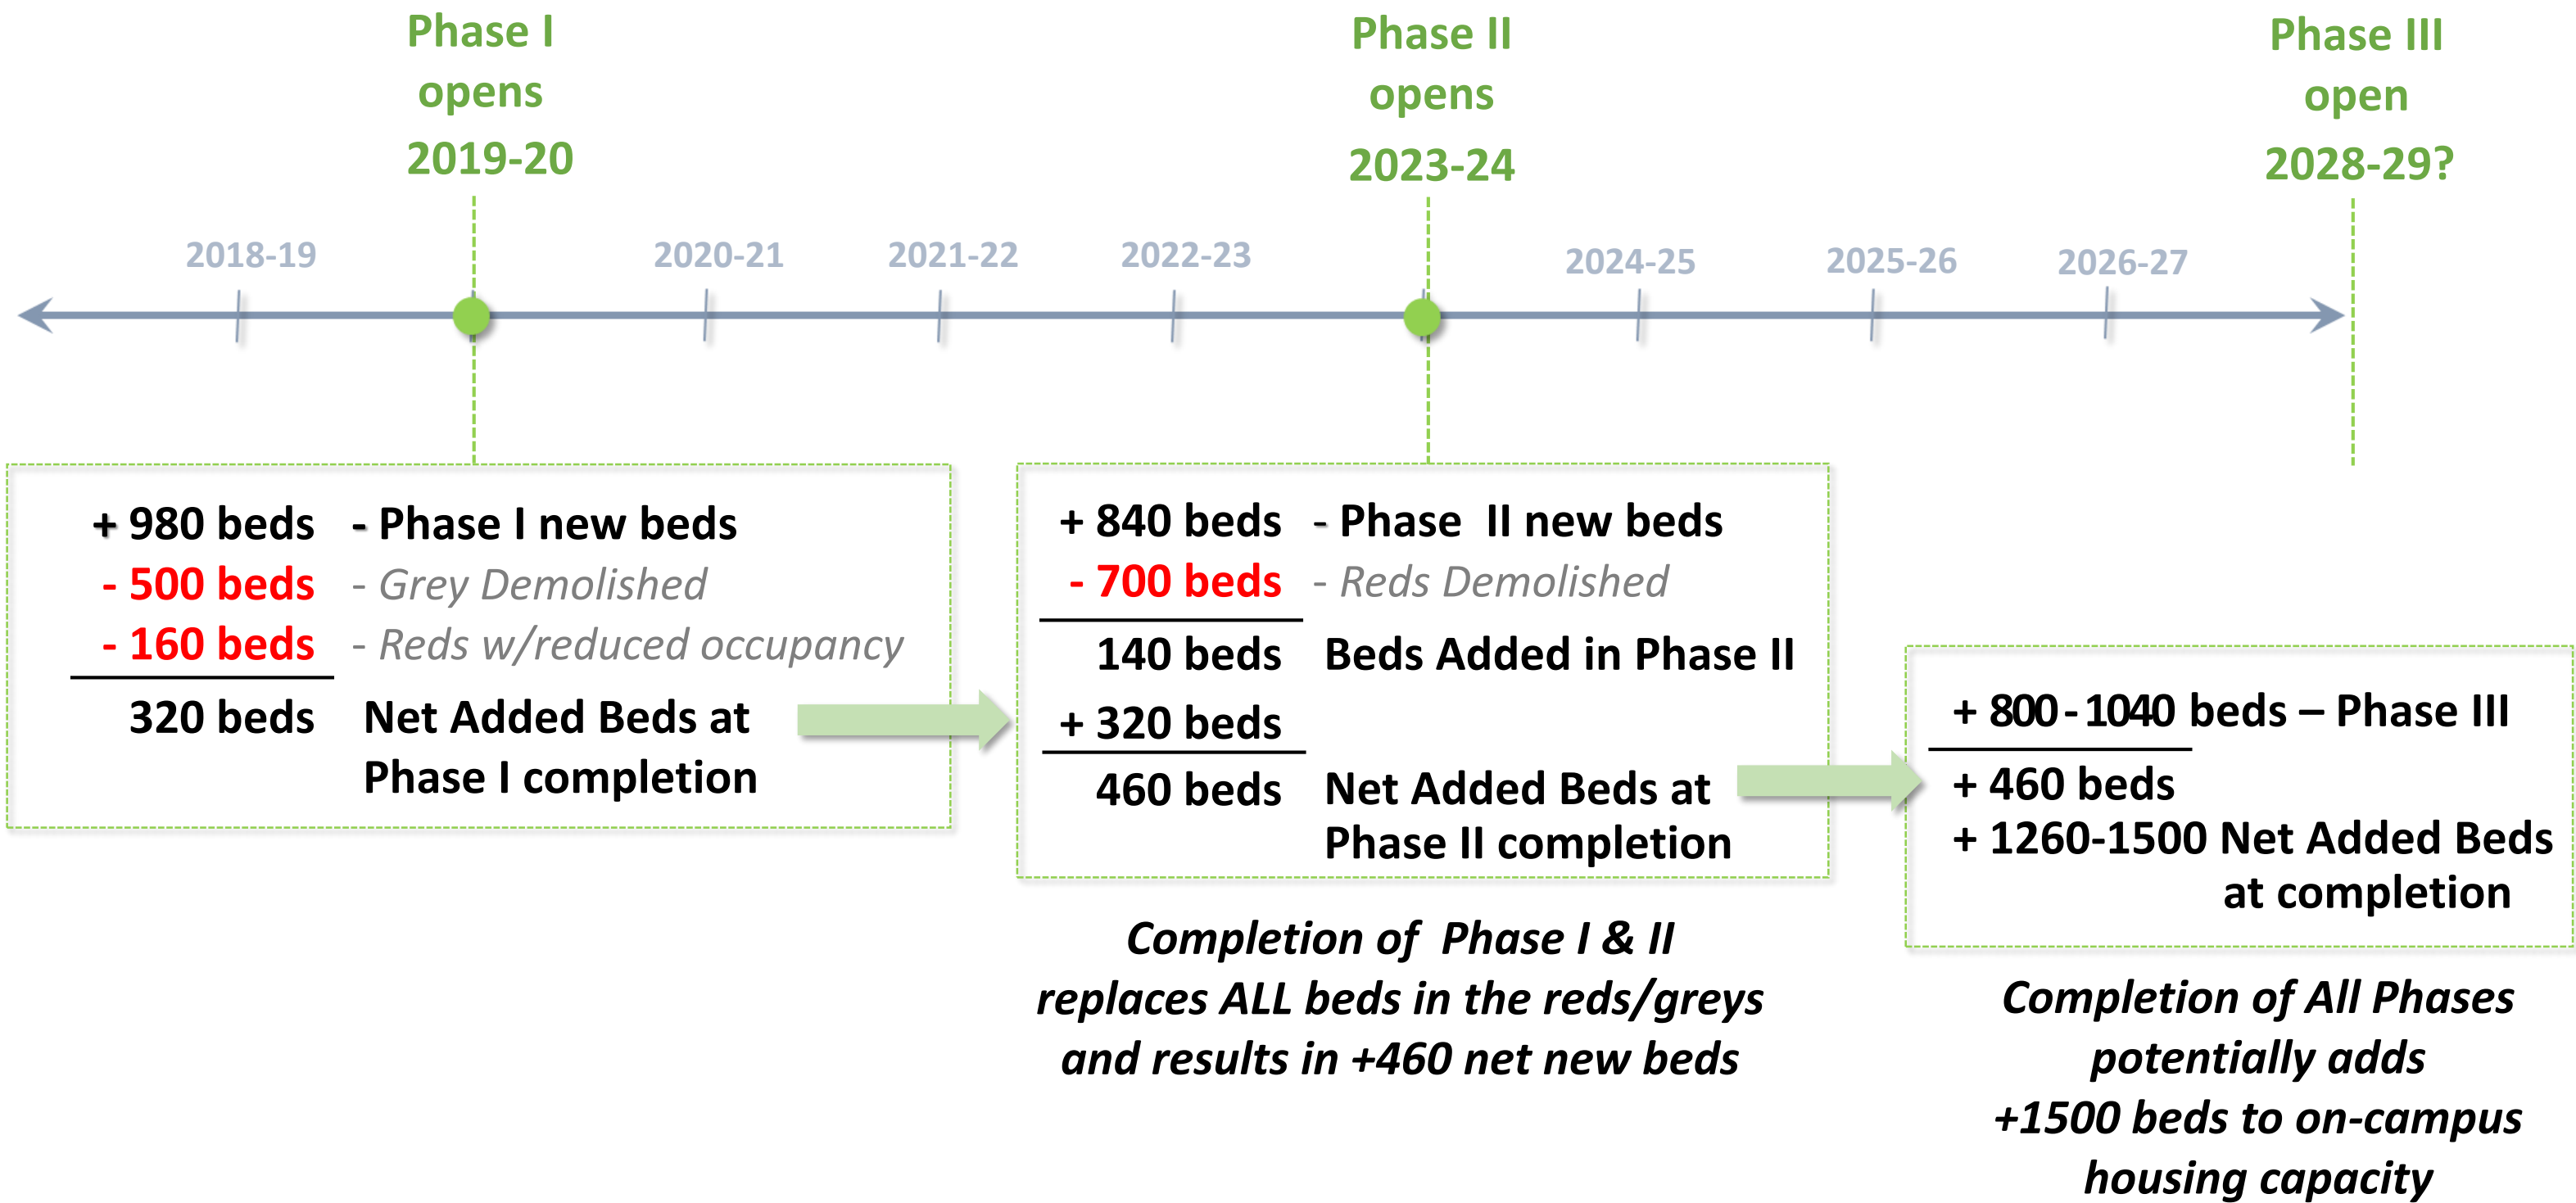 Phase I
opens
2019-20
Phase II
opens
2023-24
Phase III
open
2028-29?
2018-19
2020-21
2021-22
2022-23
2024-25
2025-26
2026-27
+ 980 beds - Phase I new beds
- 500 beds - Grey Demolished
- 160 beds - Reds w/reduced occupancy
320 beds Net Added Beds at
Phase I completion
+ 840 beds - Phase II new beds
- 700 beds - Reds Demolished
140 beds Beds Added in Phase II
+ 320 beds
460 beds Net Added Beds at
Phase II completion
Completion of Phase I & II
replaces ALL beds in the reds/greys
and results in +460 net new beds
+ 800-1040 beds – Phase III
+ 460 beds
+ 1260-1500 Net Added Beds
at completion
Completion of All Phases
potentially adds
+1500 beds to on-campus
housing capacity